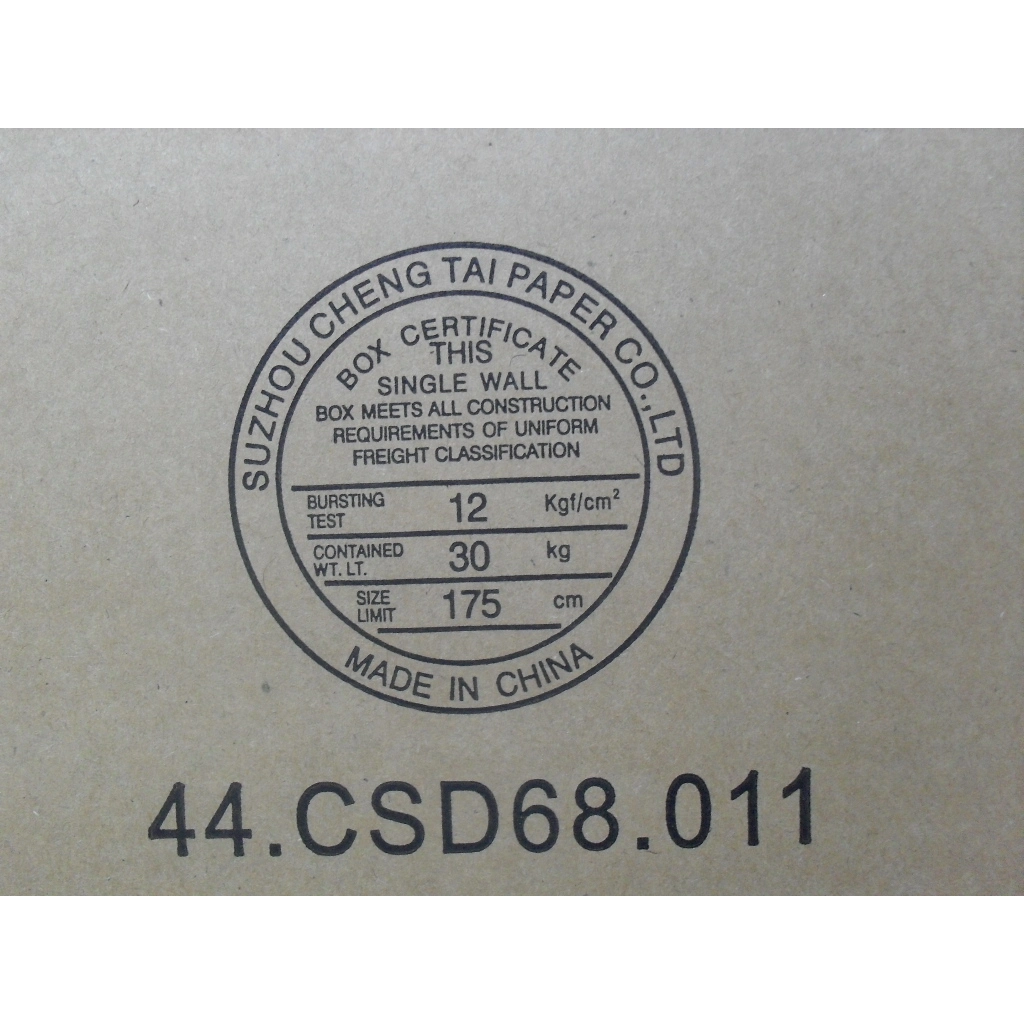 SUZHOU CHENG TAI PAPER CO.,LTD
BOX CERTIFICATE
THIS
SINGLE WALL
BOX MEETS ALL CONSTRUCTION
REQUIREMENTS OF UNIFORM
FREIGHT CLASSIFICATION
BURSTING TEST 12 Kgf/cm²
CONTAINED WT. LT. 30 kg
SIZE LIMIT 175 cm
MADE IN CHINA
44.CSD68.011